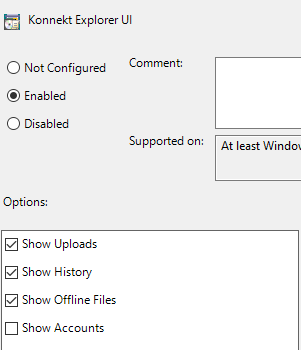 Konnekt Explorer UI
Not Configured
Comment:
Enabled
Disabled
Supported on:
At least Windo
Options:
Show Uploads
Show History
Show Offline Files
Show Accounts